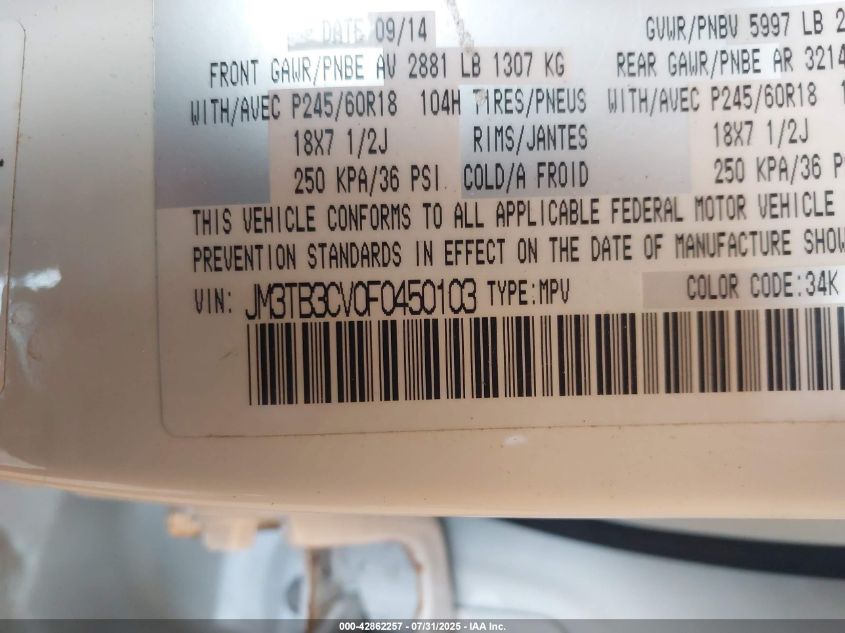 DATE 09/14 GVWR/PNBV 5997 LB 2
FRONT GAWR/PNBE AV 2881 LB 1307 KG REAR GAWR/PNBE AR 3214
WITH/AVEC P245/60R18 104H TIRES/PNEUS WITH/AVEC P245/60R18 1
18X7 1/2J RIMS/JANTES 18X7 1/2J
250 KPA/36 PSI COLD/A FROID 250 KPA/36 P
THIS VEHICLE CONFORMS TO ALL APPLICABLE FEDERAL MOTOR VEHICLE
PREVENTION STANDARDS IN EFFECT ON THE DATE OF MANUFACTURE SHOW
VIN: JM3TB3CV0F0450103 TYPE:MPV COLOR CODE:34K
000-42862257 - 07/31/2025 - IAA Inc.